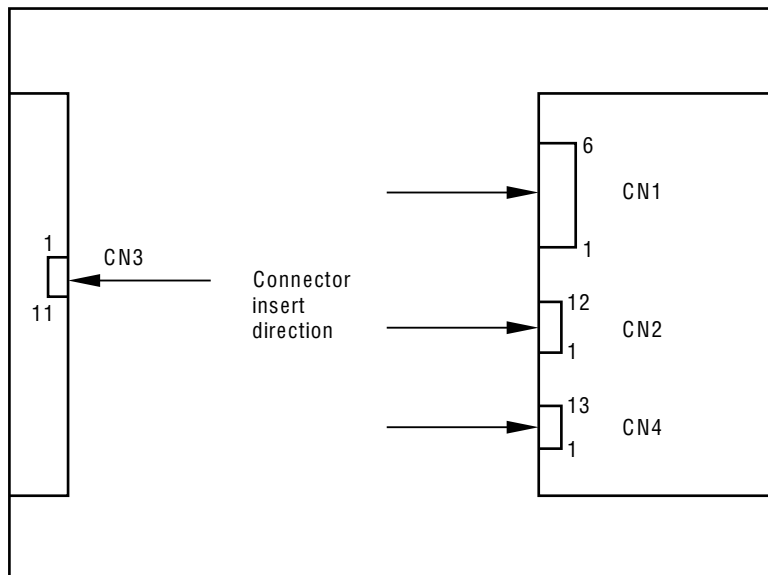 6
CN1
1
1
CN3
11
Connector
insert
direction
12
CN2
1
13
CN4
1